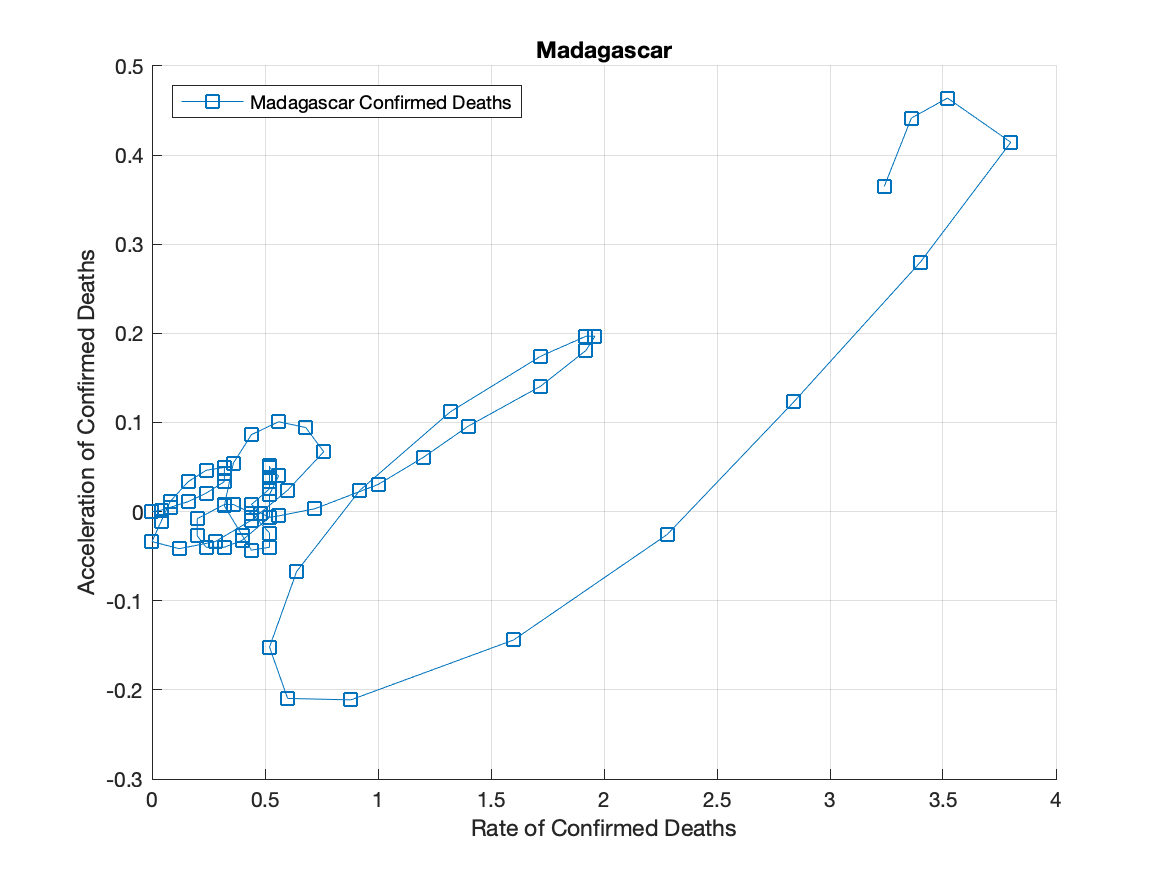 Madagascar
Madagascar Confirmed Deaths
0.5
0.4
0.3
0.2
0.1
0
-0.1
-0.2
-0.3
Acceleration of Confirmed Deaths
0 0.5 1 1.5 2 2.5 3 3.5 4
Rate of Confirmed Deaths